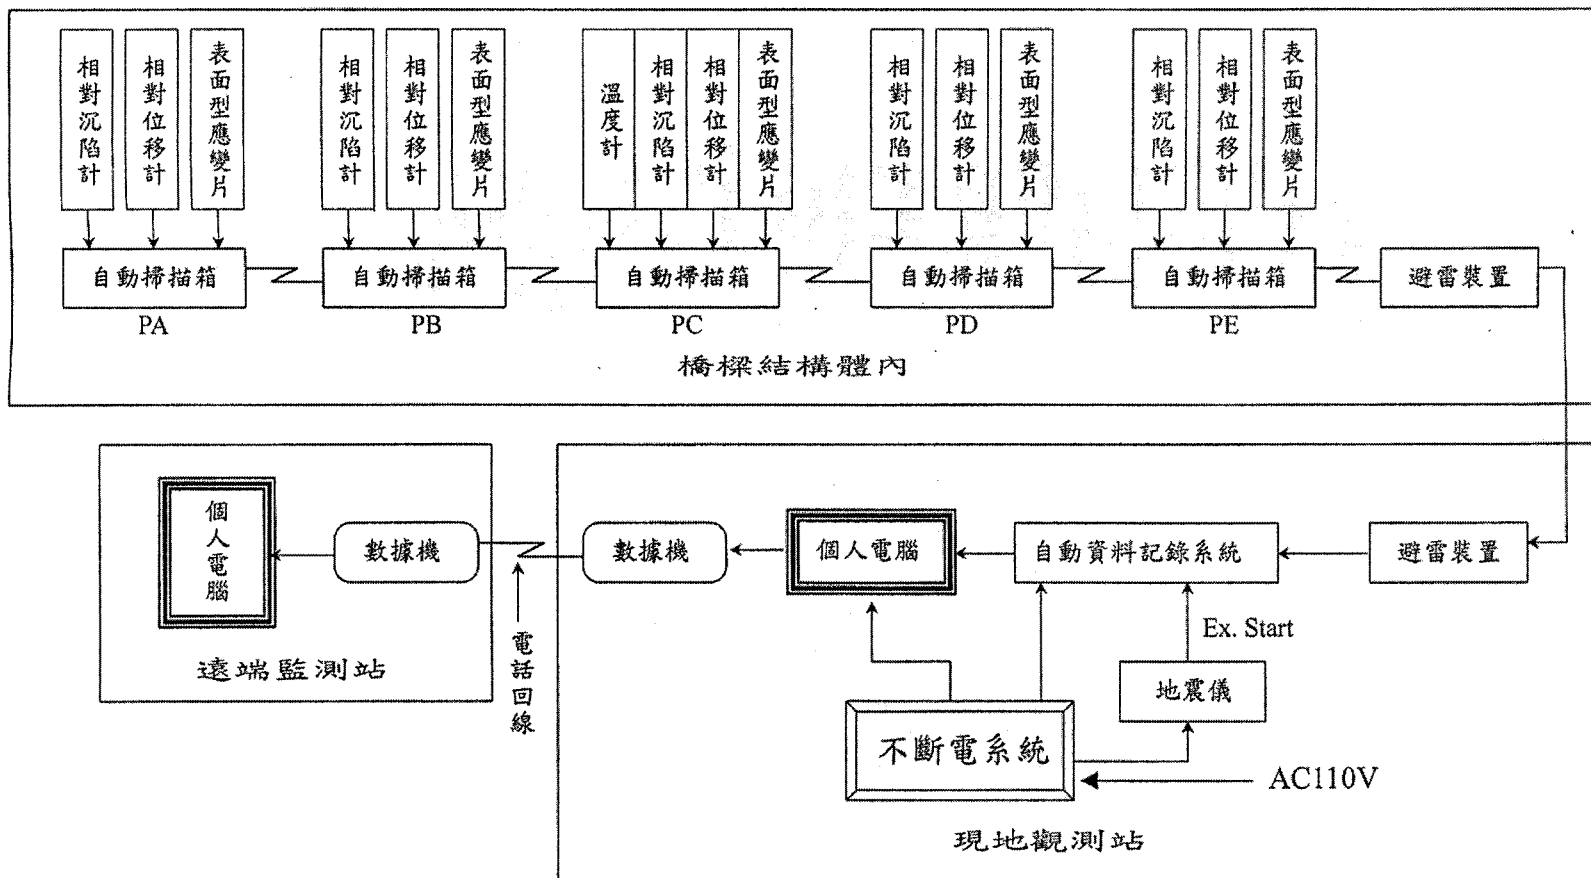 相對沉陷計
相對位移計
表面型應變片
相對沉陷計
相對位移計
表面型應變片
溫度計
相對沉陷計
相對位移計
表面型應變片
相對沉陷計
相對位移計
表面型應變片
相對沉陷計
相對位移計
表面型應變片
自動掃描箱
自動掃描箱
自動掃描箱
自動掃描箱
自動掃描箱
避雷裝置
PA
PB
PC
PD
PE
橋樑結構體內
個人電腦
數據機
數據機
個人電腦
自動資料記錄系統
避雷裝置
Ex. Start
遠端監測站
電話回線
地震儀
不斷電系統
AC110V
現地觀測站